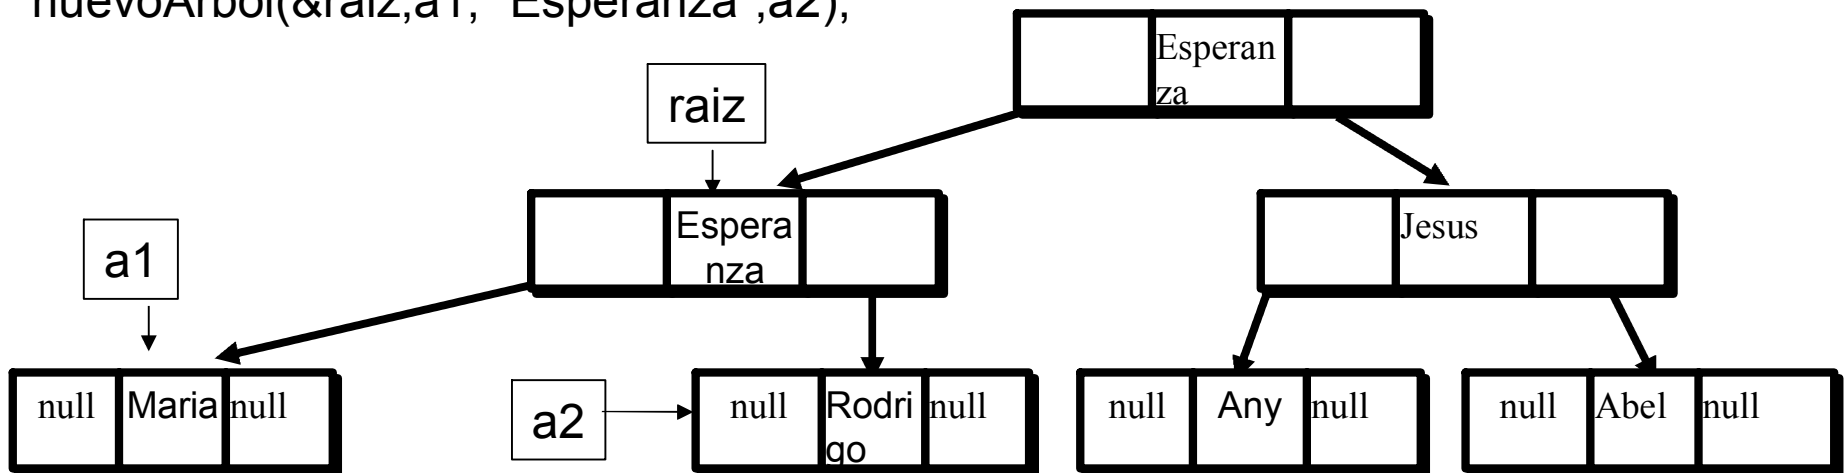 nuevoArbol(&raiz,a1, "Esperanza",a2);
Esperan
za
raiz
Espera
nza
Jesus
a1
null Maria null
a2
null Rodri null
go
null Any null
null Abel null